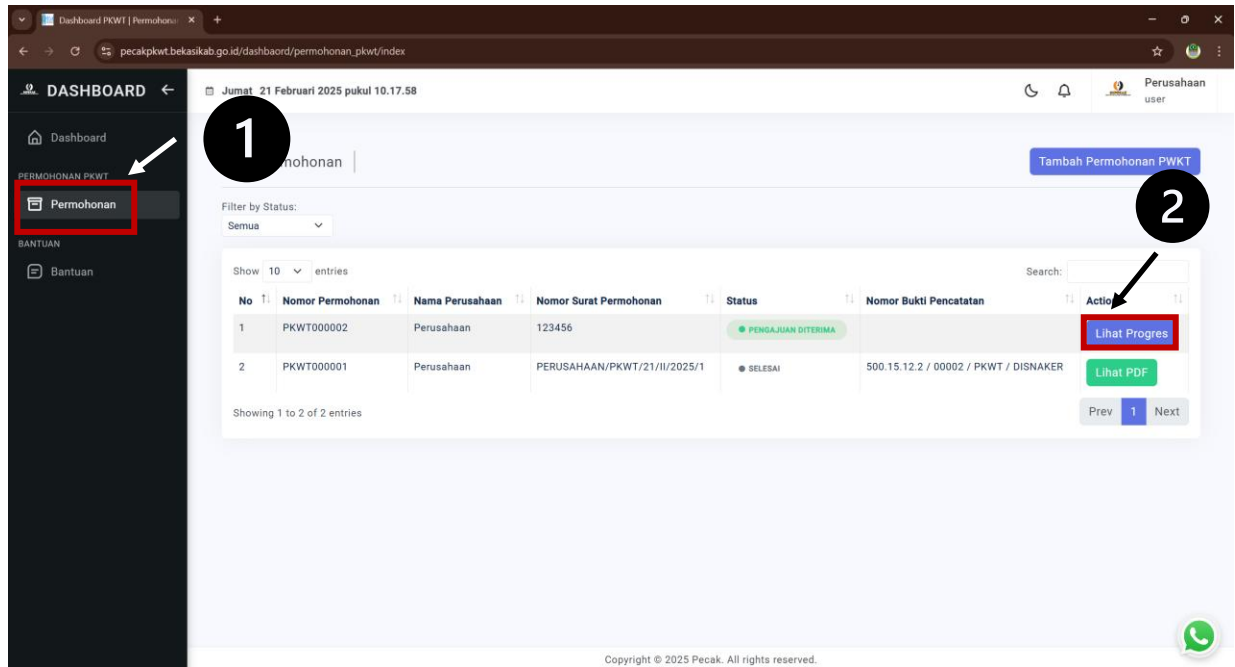 Dashboard PKWT | Permohona
pecakpkwt.bekasikab.go.id/dashbaord/permohonan_pkwt/index
DASHBOARD
Jumat 21 Februari 2025 pukul 10.17.58
Perusahaan
user
Dashboard
PERMOHONAN PKWT
Permohonan
BANTUAN
Bantuan
1
mohonan
Tambah Permohonan PWKT
2
Filter by Status:
Semua
Show 10 entries
Search:
No Nomor Permohonan Nama Perusahaan Nomor Surat Permohonan Status Nomor Bukti Pencatatan Action
1 PKWT000002 Perusahaan 123456 PENGAJUAN DITERIMA Lihat Progres
2 PKWT000001 Perusahaan PERUSAHAAN/PKWT/21/II/2025/1 SELESAI 500.15.12.2 / 00002 / PKWT / DISNAKER Lihat PDF
Showing 1 to 2 of 2 entries
Prev 1 Next
Copyright © 2025 Pecak. All rights reserved.